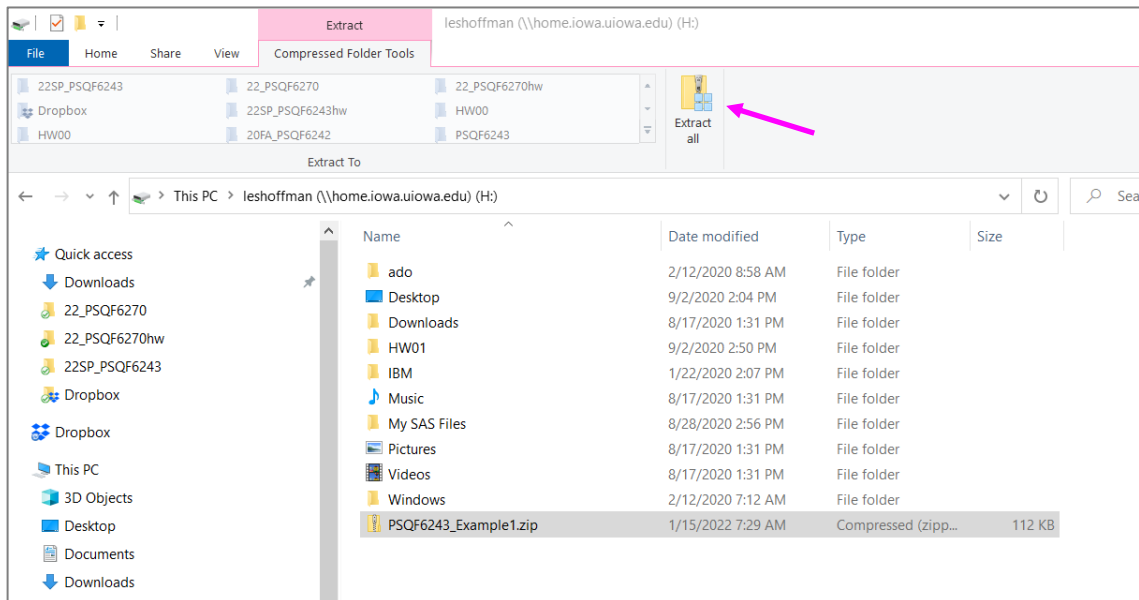 Extract
leshoffman (\\home.iowa.uiowa.edu) (H:)
File Home Share View Compressed Folder Tools
22SP_PSQF6243 22_PSQF6270 22_PSQF6270hw
Dropbox 22SP_PSQF6243hw HW00
HW00 20FA_PSQF6242 PSQF6243
Extract
all
Extract To
This PC > leshoffman (\\home.iowa.uiowa.edu) (H:)
Name Date modified Type Size
Quick access
Downloads
22_PSQF6270
22_PSQF6270hw
22SP_PSQF6243
Dropbox
Dropbox
This PC
3D Objects
Desktop
Documents
Downloads
ado 2/12/2020 8:58 AM File folder
Desktop 9/2/2020 2:04 PM File folder
Downloads 8/17/2020 1:31 PM File folder
HW01 9/2/2020 2:50 PM File folder
IBM 1/22/2020 2:07 PM File folder
Music 8/17/2020 1:31 PM File folder
My SAS Files 8/28/2020 2:56 PM File folder
Pictures 8/17/2020 1:31 PM File folder
Videos 8/17/2020 1:31 PM File folder
Windows 2/12/2020 7:12 AM File folder
PSQF6243_Example1.zip 1/15/2022 7:29 AM Compressed (zipp... 112 KB